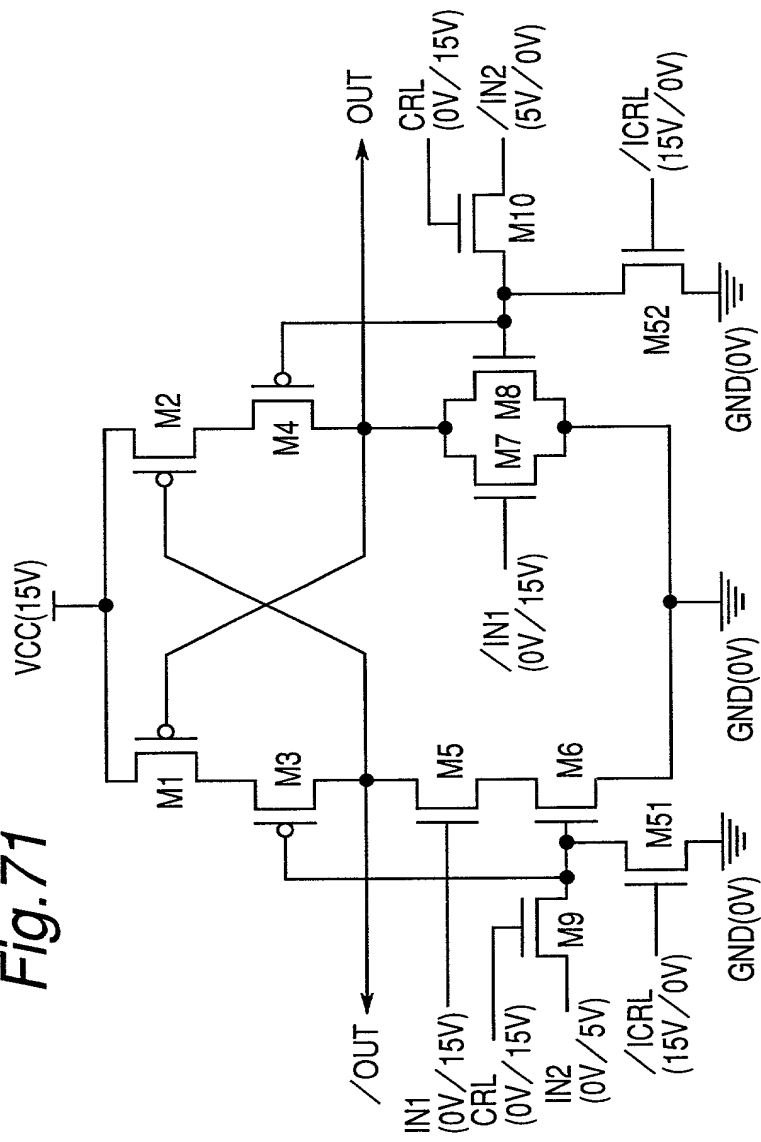 Fig.71
VCC(15V)
M1
M2
M3
M4
/OUT
OUT
IN1
(0V/15V)
CRL
(0V/15V)
IN2
(0V/5V)
/ICRL
(15V/0V)
M5
M6
M9
M51
GND(0V)
/IN1
(0V/15V)
M7
M8
GND(0V)
CRL
(0V/15V)
/IN2
(5V/0V)
M10
/ICRL
(15V/0V)
M52
GND(0V)